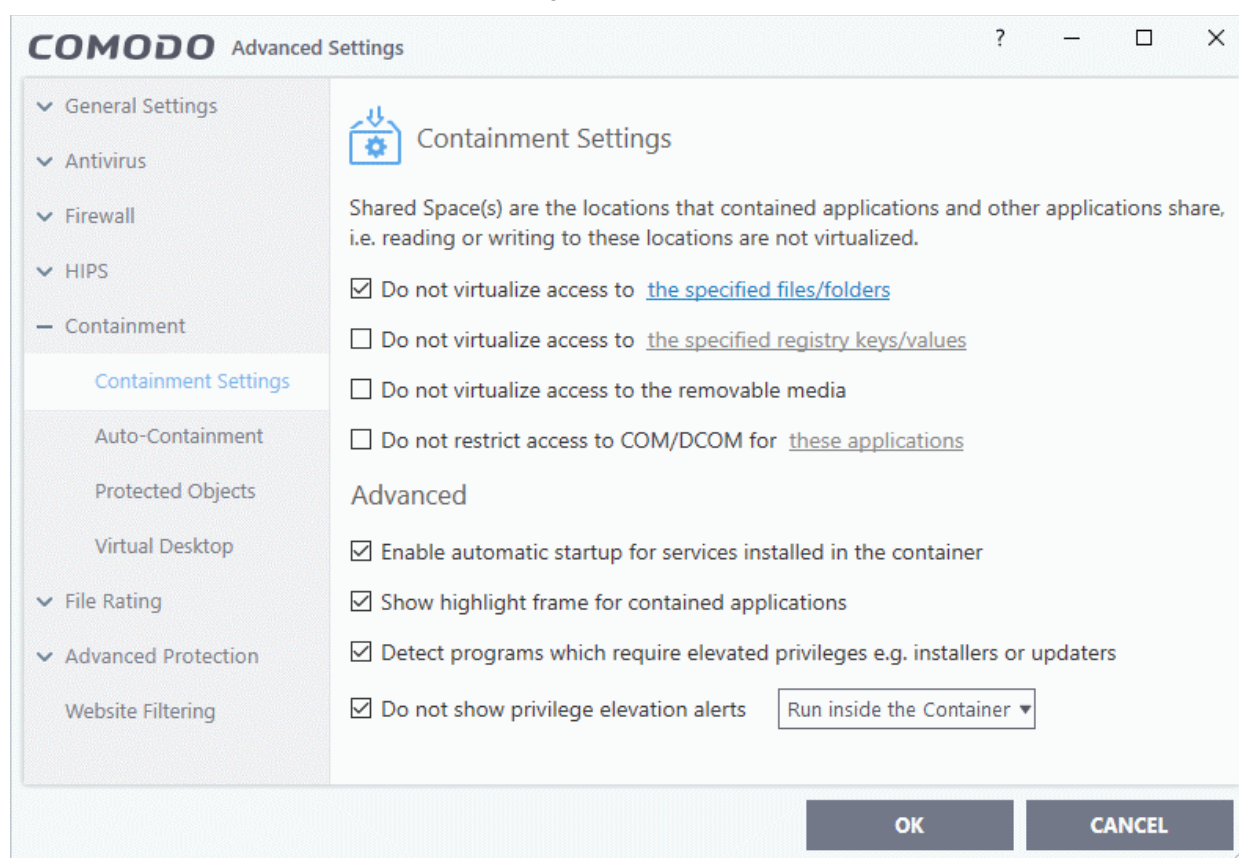 COMODO Advanced Settings
?
General Settings
Antivirus
Firewall
HIPS
Containment
Containment Settings
Auto-Containment
Protected Objects
Virtual Desktop
File Rating
Advanced Protection
Website Filtering
Containment Settings
Shared Space(s) are the locations that contained applications and other applications share,
i.e. reading or writing to these locations are not virtualized.
Do not virtualize access to the specified files/folders
Do not virtualize access to the specified registry keys/values
Do not virtualize access to the removable media
Do not restrict access to COM/DCOM for these applications
Advanced
Enable automatic startup for services installed in the container
Show highlight frame for contained applications
Detect programs which require elevated privileges e.g. installers or updaters
Do not show privilege elevation alerts Run inside the Container
OK CANCEL